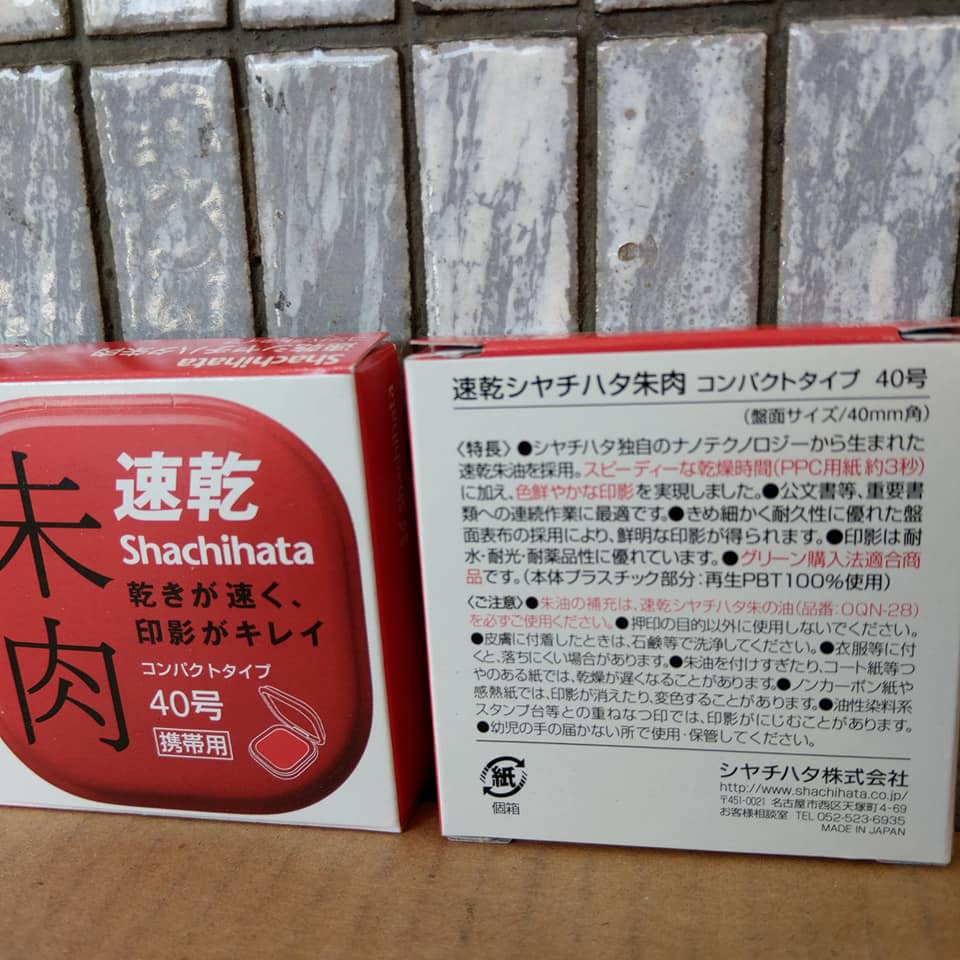 Shachihata
速乾シヤチハタ朱肉
朱肉
速乾
Shachihata
乾きが速く、
印影がキレイ
コンパクトタイプ
40号
携帯用
速乾シヤチハタ朱肉 コンパクトタイプ 40号
(盤面サイズ/40mm角)
〈特長〉●シヤチハタ独自のナノテクノロジーから生まれた
速乾朱油を採用。スピーディーな乾燥時間(PPC用紙 約3秒)
に加え、色鮮やかな印影を実現しました。●公文書等、重要書
類への連続作業に最適です。●きめ細かく耐久性に優れた盤
面表布の採用により、鮮明な印影が得られます。●印影は耐
水・耐光・耐薬品性に優れています。●グリーン購入法適合商
品です。(本体プラスチック部分:再生PBT100%使用)
〈ご注意〉●朱油の補充は、速乾シヤチハタ朱の油(品番:OQN-28)
を必ずご使用ください。●押印の目的以外に使用しないでください。
●皮膚に付着したときは、石鹸等で洗浄してください。●衣服等に付
くと、落ちにくい場合があります。●朱油を付けすぎたり、コート紙等つ
やのある紙では、乾燥が遅くなることがあります。●ノンカーボン紙や
感熱紙では、印影が消えたり、変色することがあります。●油性染料系
スタンプ台等との重ねなつ印では、印影がにじむことがあります。
●幼児の手の届かない所で使用・保管してください。
紙
個箱
シヤチハタ株式会社
http://www.shachihata.co.jp/
〒451-0021 名古屋市西区天塚町4-69
お客様相談室 TEL 052-523-6935
MADE IN JAPAN